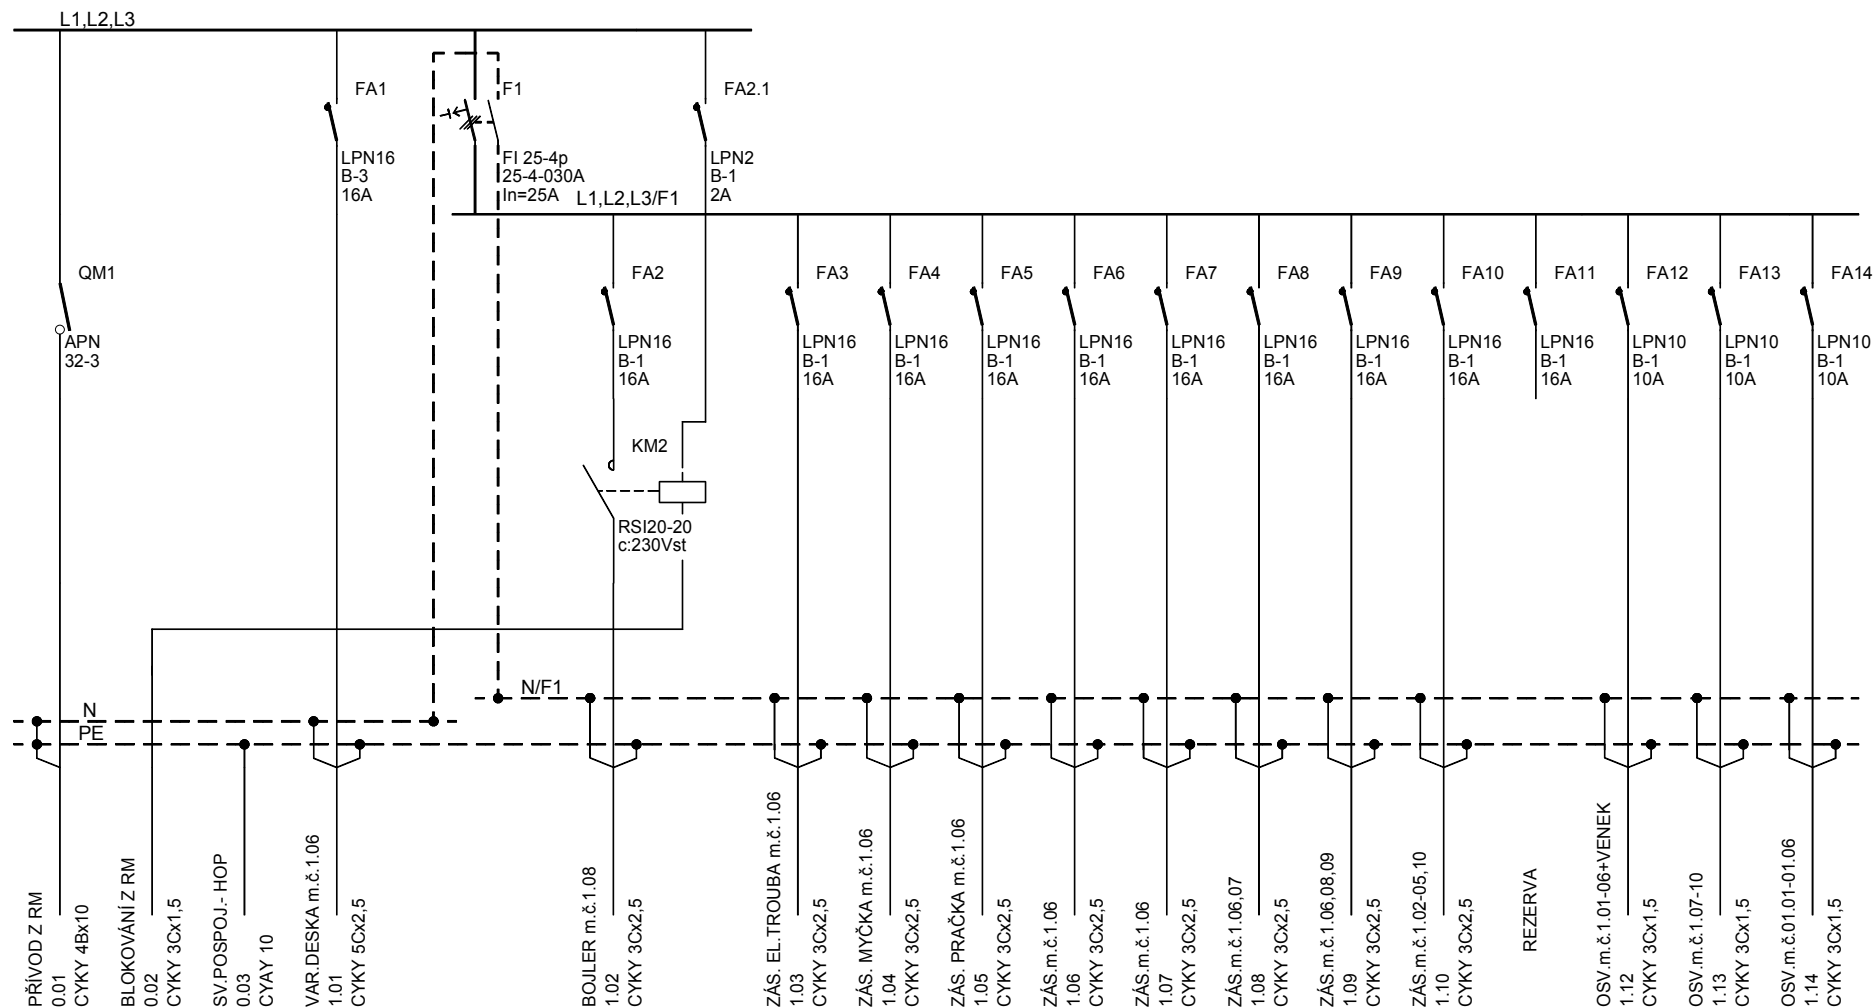 L1,L2,L3
FA1
F1
FA2.1
LPN16
B-3
16A
FI 25-4p
25-4-030A
In=25A
LPN2
B-1
2A
L1,L2,L3/F1
QM1
APN
32-3
FA2
FA3
FA4
FA5
FA6
FA7
FA8
FA9
FA10
FA11
FA12
FA13
FA14
LPN16
B-1
16A
LPN16
B-1
16A
LPN16
B-1
16A
LPN16
B-1
16A
LPN16
B-1
16A
LPN16
B-1
16A
LPN16
B-1
16A
LPN16
B-1
16A
LPN16
B-1
16A
LPN16
B-1
16A
LPN10
B-1
10A
LPN10
B-1
10A
LPN10
B-1
10A
KM2
RSI20-20
c:230Vst
N/F1
N
PE
PŘÍVOD Z RM
0.01
CYKY 4Bx10
BLOKOVÁNÍ Z RM
0.02
CYKY 3Cx1,5
SV.POSPOJ.- HOP
0.03
CYAY 10
VAR.DESKA m.č.1.06
1.01
CYKY 5Cx2,5
BOJLER m.č.1.08
1.02
CYKY 3Cx2,5
ZÁS. EL.TROUBA m.č.1.06
1.03
CYKY 3Cx2,5
ZÁS. MYČKA m.č.1.06
1.04
CYKY 3Cx2,5
ZÁS. PRAČKA m.č.1.06
1.05
CYKY 3Cx2,5
ZÁS.m.č.1.06
1.06
CYKY 3Cx2,5
ZÁS.m.č.1.06
1.07
CYKY 3Cx2,5
ZÁS.m.č.1.06,07
1.08
CYKY 3Cx2,5
ZÁS.m.č.1.06,08,09
1.09
CYKY 3Cx2,5
ZÁS.m.č.1.02-05,10
1.10
CYKY 3Cx2,5
REZERVA
OSV.m.č.1.01-06+VENEK
1.12
CYKY 3Cx1,5
OSV.m.č.1.07-10
1.13
CYKY 3Cx1,5
OSV.m.č.01.01-01.06
1.14
CYKY 3Cx1,5